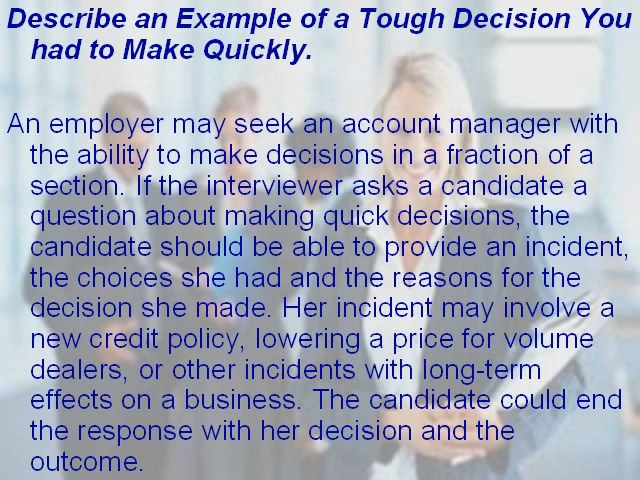 Describe an Example of a Tough Decision You
had to Make Quickly.
An employer may seek an account manager with
the ability to make decisions in a fraction of a
section. If the interviewer asks a candidate a
question about making quick decisions, the
candidate should be able to provide an incident,
the choices she had and the reasons for the
decision she made. Her incident may involve a
new credit policy, lowering a price for volume
dealers, or other incidents with long-term
effects on a business. The candidate could end
the response with her decision and the
outcome.